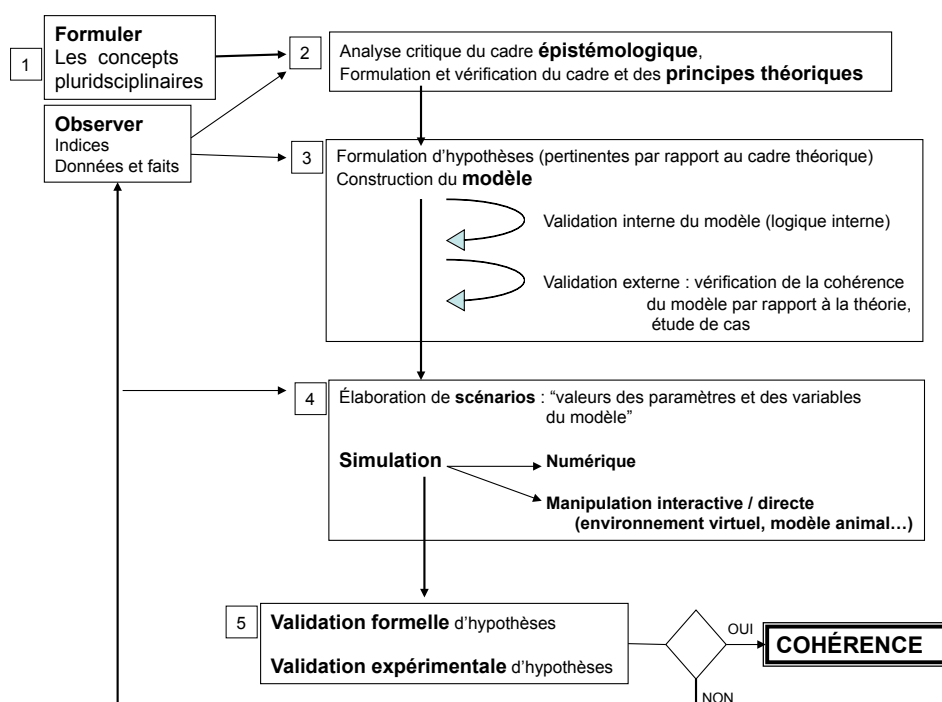 1
Formuler
Les concepts
pluridsciplinaires
Observer
Indices
Données et faits
2
Analyse critique du cadre épistémologique,
Formulation et vérification du cadre et des principes théoriques
3
Formulation d'hypothèses (pertinentes par rapport au cadre théorique)
Construction du modèle
Validation interne du modèle (logique interne)
Validation externe : vérification de la cohérence
du modèle par rapport à la théorie,
étude de cas
4
Élaboration de scénarios : “valeurs des paramètres et des variables
du modèle”
Simulation
Numérique
Manipulation interactive / directe
(environnement virtuel, modèle animal…)
5
Validation formelle d'hypothèses
Validation expérimentale d'hypothèses
OUI
COHÉRENCE
NON